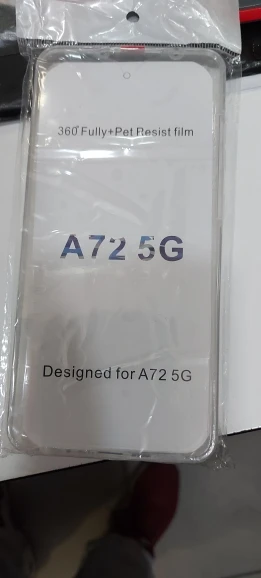 360° Fully+Pet Resist film
A72 5G
Designed for A72 5G